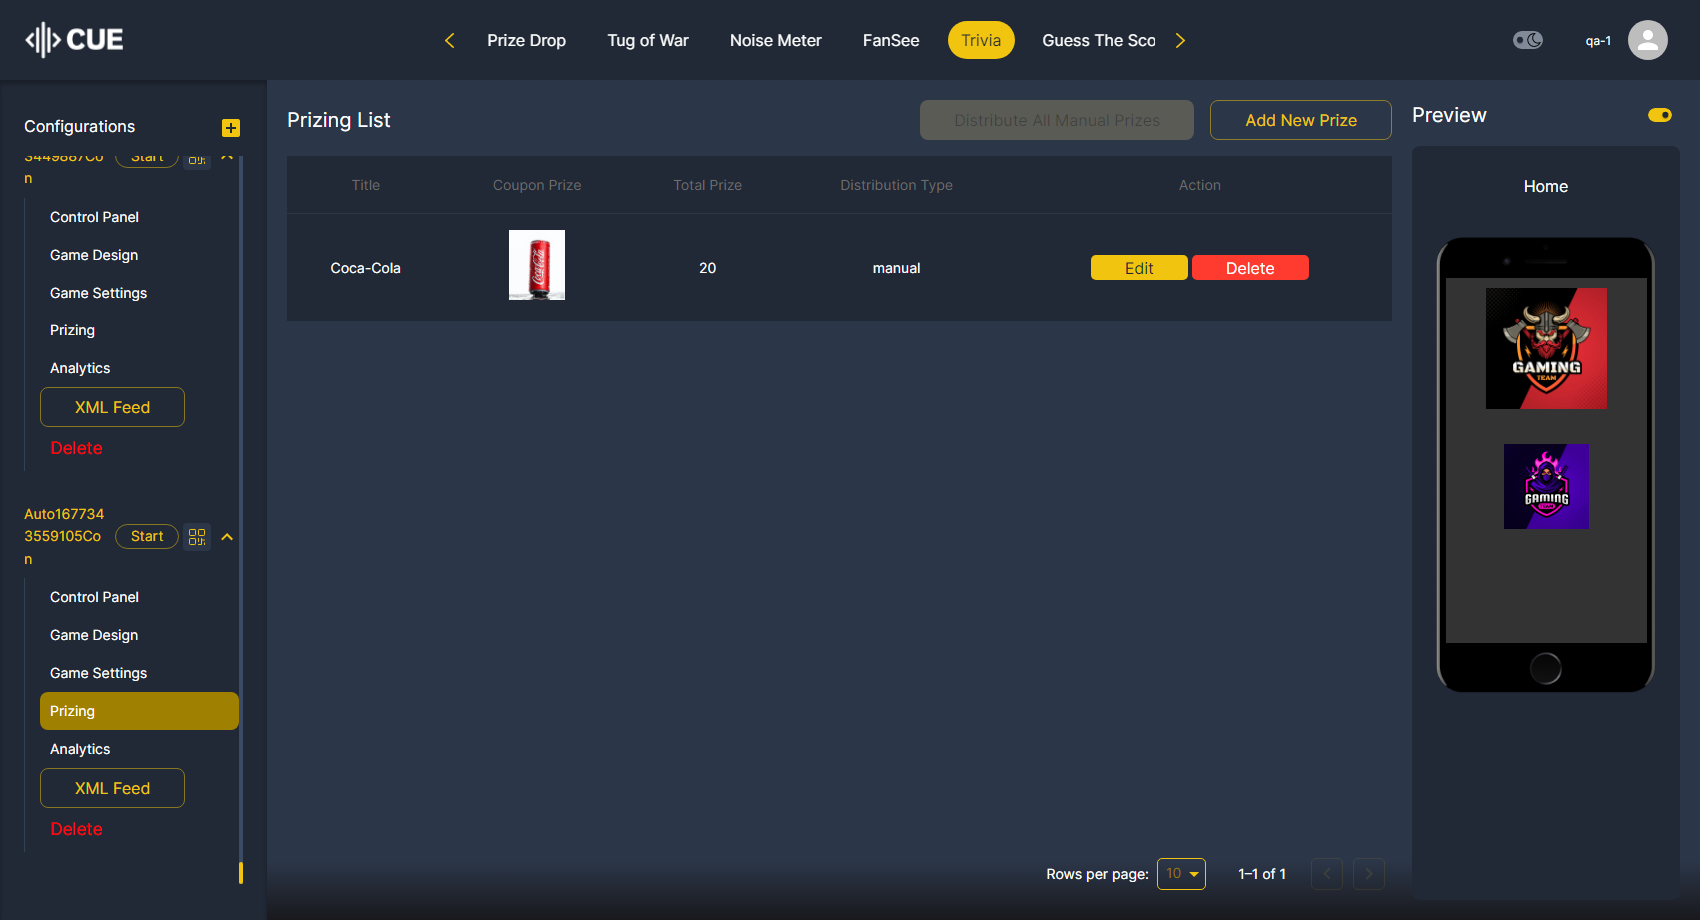 CUE
Prize Drop
Tug of War
Noise Meter
FanSee
Trivia
Guess The Sco
qa-1
Configurations
3449887Co
n
Start
Control Panel
Game Design
Game Settings
Prizing
Analytics
XML Feed
Delete
Auto167734
3559105Co
n
Start
Control Panel
Game Design
Game Settings
Prizing
Analytics
XML Feed
Delete
Prizing List
Distribute All Manual Prizes
Add New Prize
Title
Coupon Prize
Total Prize
Distribution Type
Action
Coca-Cola
Coca-Cola
20
manual
Edit
Delete
Rows per page:
10
1–1 of 1
Preview
Home
GAMING
TEAM
GAMING
TEAM